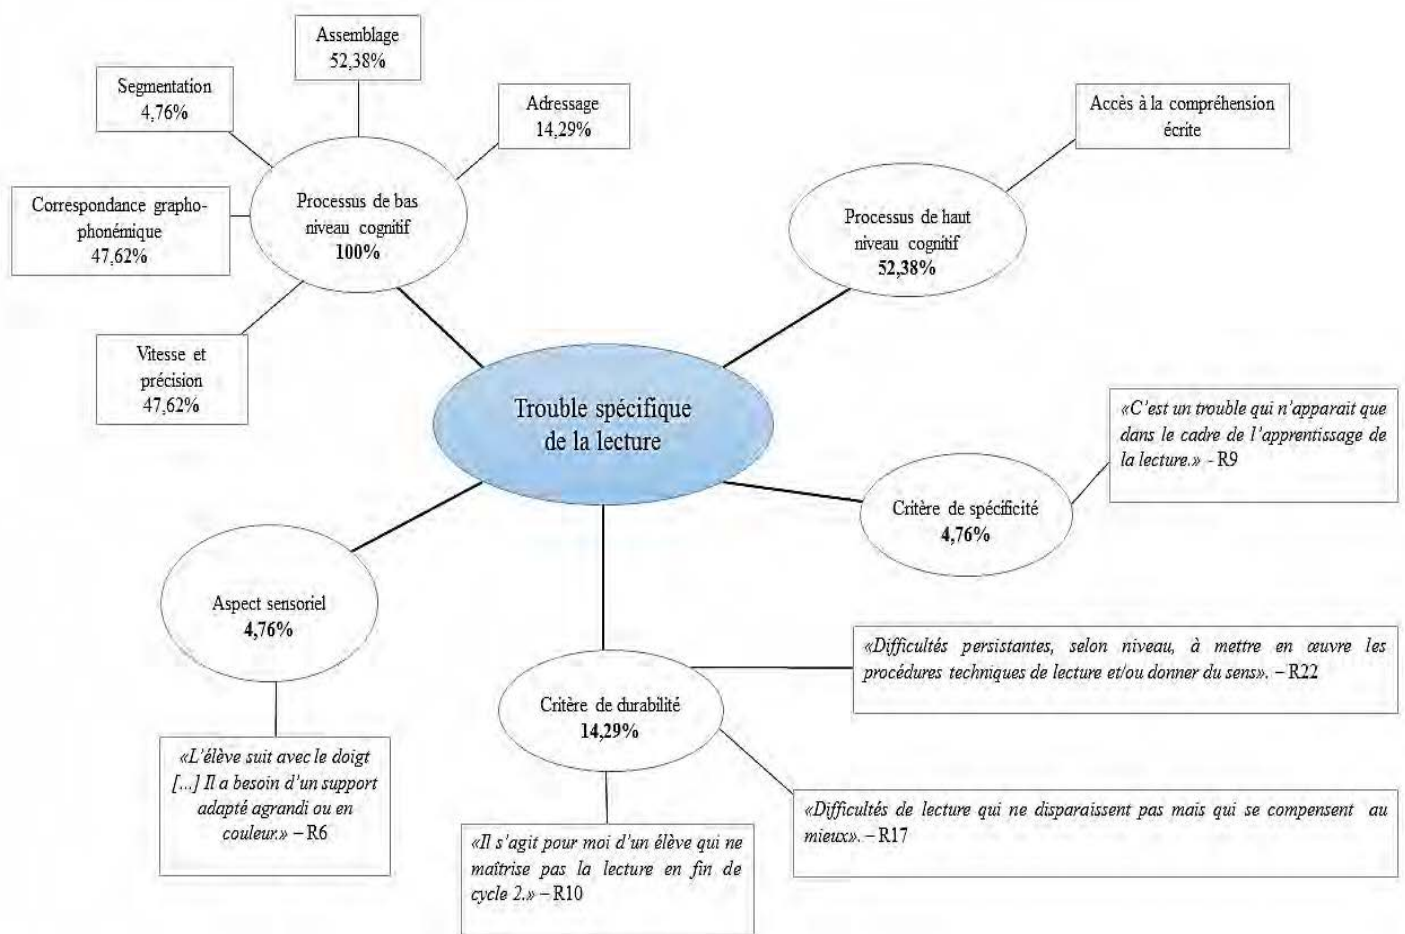 Assemblage
52,38%
Segmentation
4,76%
Adressage
14,29%
Accès à la compréhension
écrite
Correspondance grapho-
phonémique
47,62%
Processus de bas
niveau cognitif
100%
Processus de haut
niveau cognitif
52,38%
Vitesse et
précision
47,62%
Trouble spécifique
de la lecture
«C’est un trouble qui n’apparait que
dans le cadre de l’apprentissage de
la lecture.» - R9
Critère de spécificité
4,76%
Aspect sensoriel
4,76%
«Difficultés persistantes, selon niveau, à mettre en œuvre les
procédures techniques de lecture et/ou donner du sens». – R22
Critère de durabilité
14,29%
«L’élève suit avec le doigt
[...] Il a besoin d’un support
adapté agrandi ou en
couleur.» – R6
«Difficultés de lecture qui ne disparaissent pas mais qui se compensent au
mieux». – R17
«Il s’agit pour moi d’un élève qui ne
maîtrise pas la lecture en fin de
cycle 2.» – R10